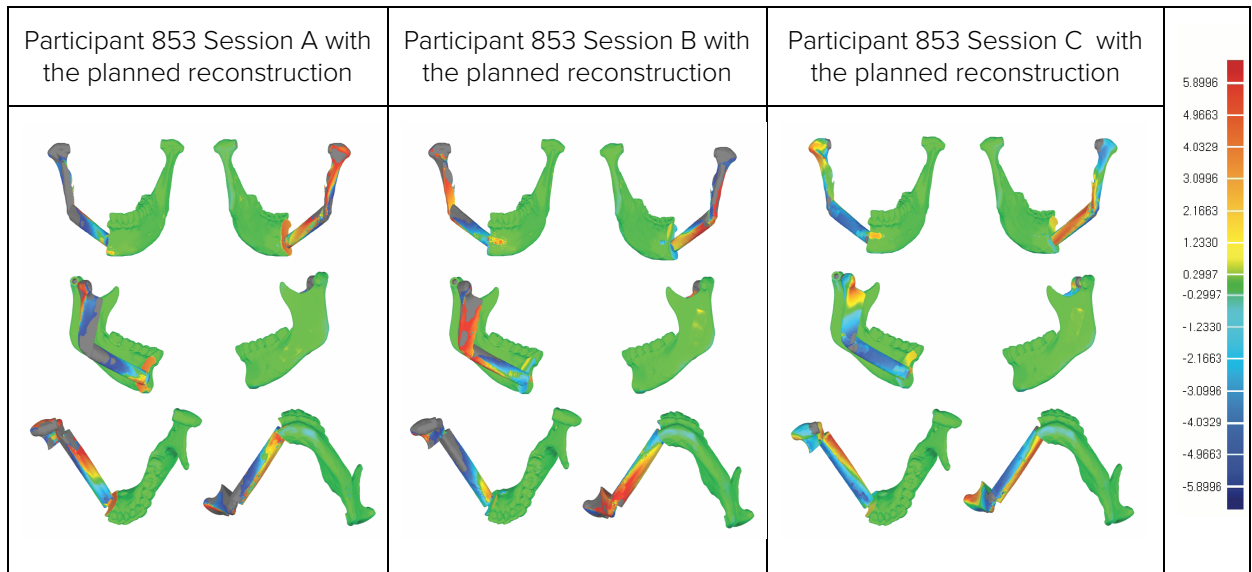 Participant 853 Session A with
the planned reconstruction
Participant 853 Session B with
the planned reconstruction
Participant 853 Session C with
the planned reconstruction
5.8996
4.9663
4.0329
3.0996
2.1663
1.2330
0.2997
-0.2997
-1.2330
-2.1663
-3.0996
-4.0329
-4.9663
-5.8996